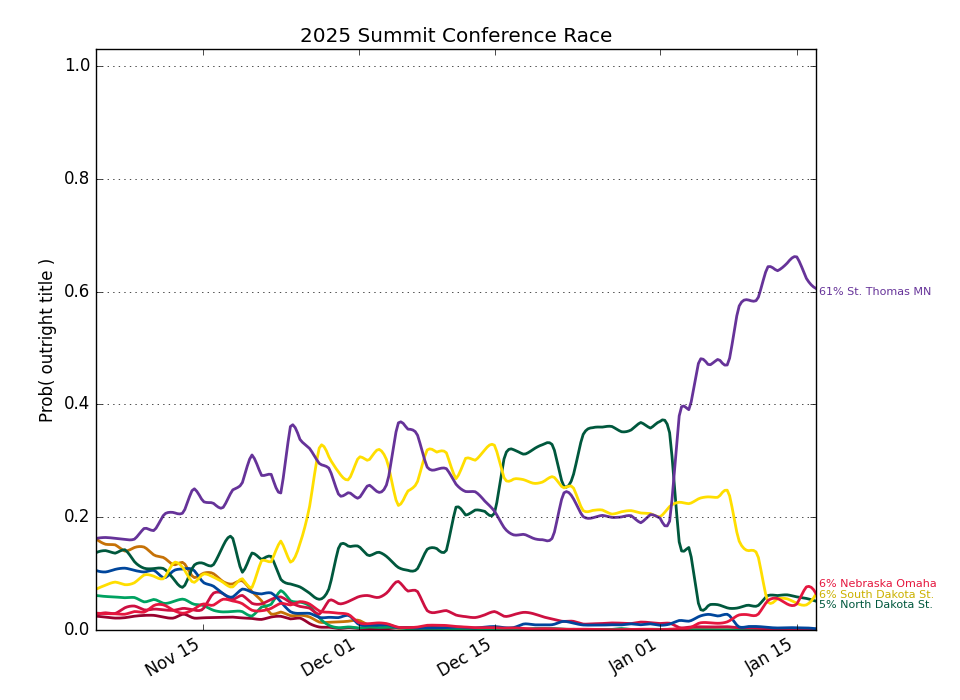 2025 Summit Conference Race
Prob( outright title )
1.0
0.8
0.6
0.4
0.2
0.0
61% St. Thomas MN
6% Nebraska Omaha
6% South Dakota St.
5% North Dakota St.
Nov 15
Dec 01
Dec 15
Jan 01
Jan 15